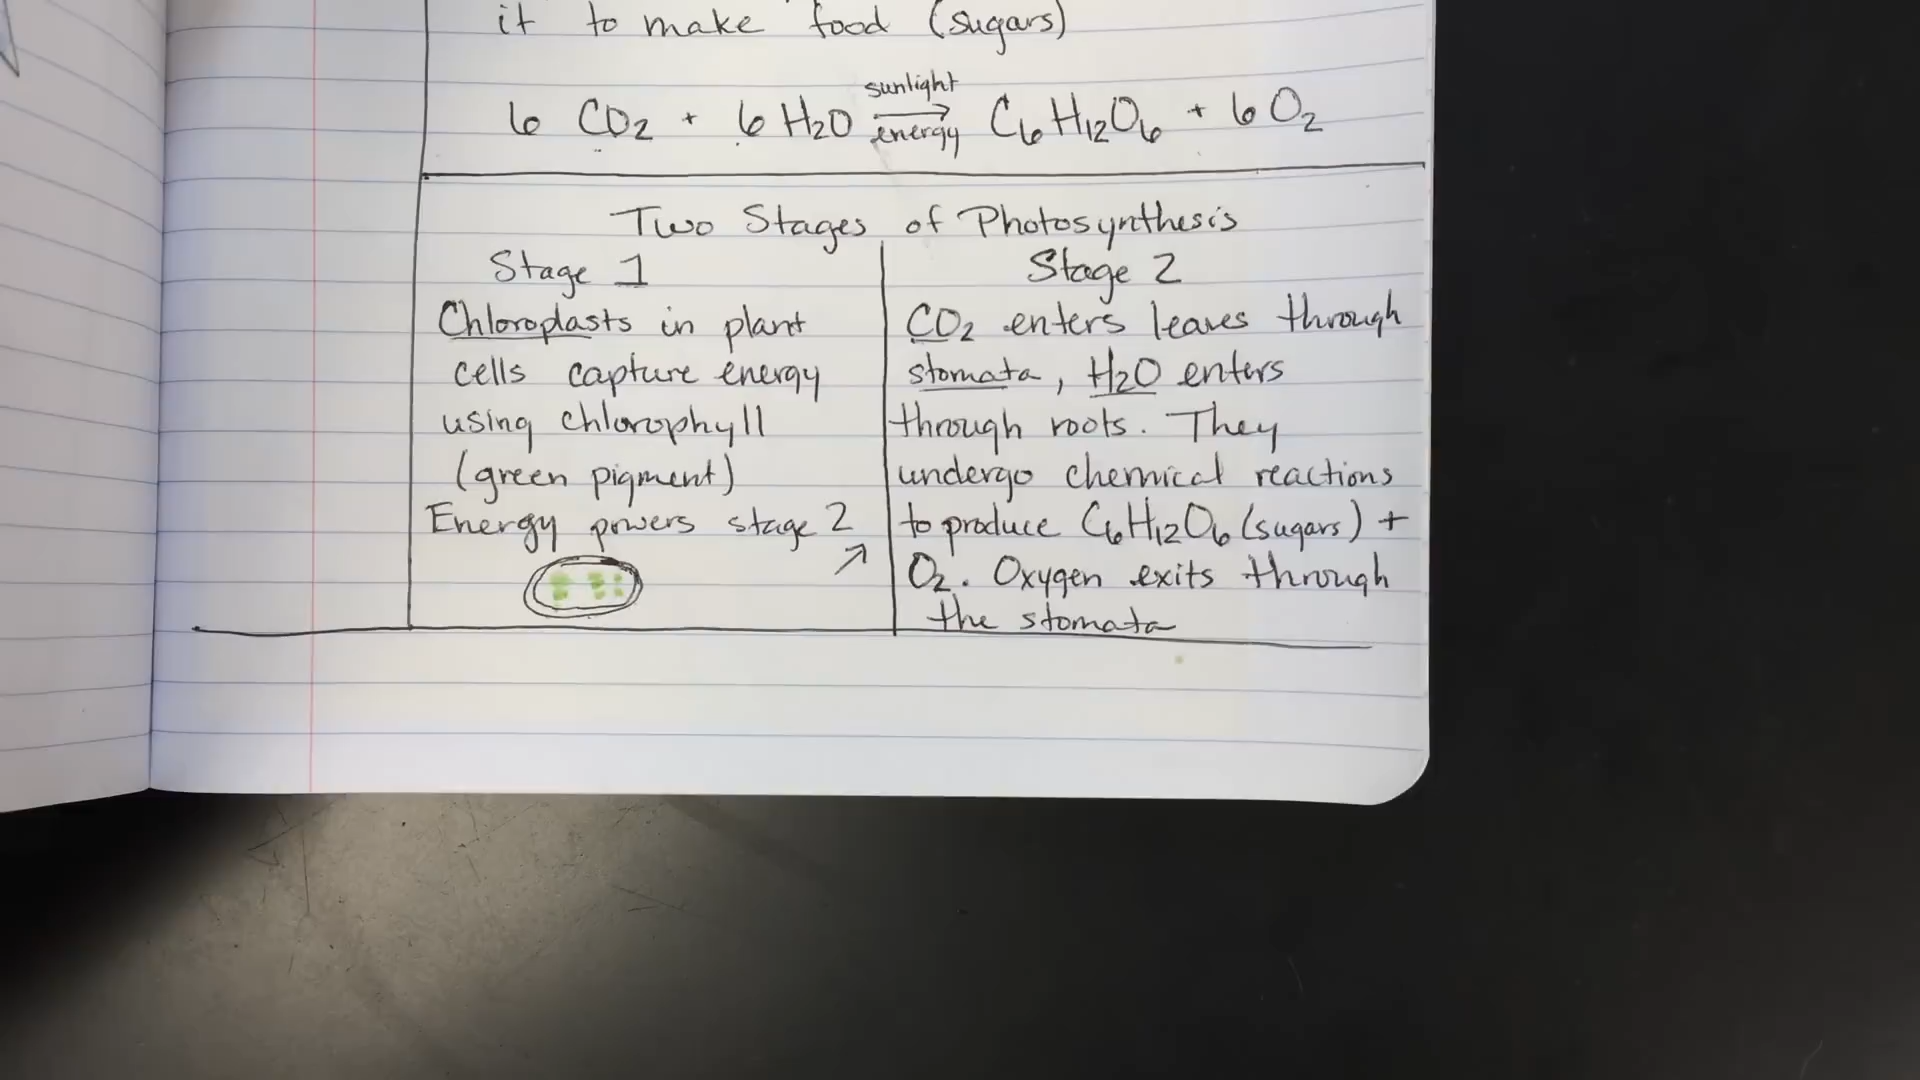 it to make food (sugars)
6 CO2 + 6 H2O sunlight → energy C6H12O6 + 6 O2
Two Stages of Photosynthesis
Stage 1
Chloroplasts in plant
cells capture energy
using chlorophyll
(green pigment)
Energy powers stage 2
Stage 2
CO2 enters leaves through
stomata, H2O enters
through roots. They
undergo chemical reactions
to produce C6H12O6 (sugars) +
O2. Oxygen exits through
the stomata